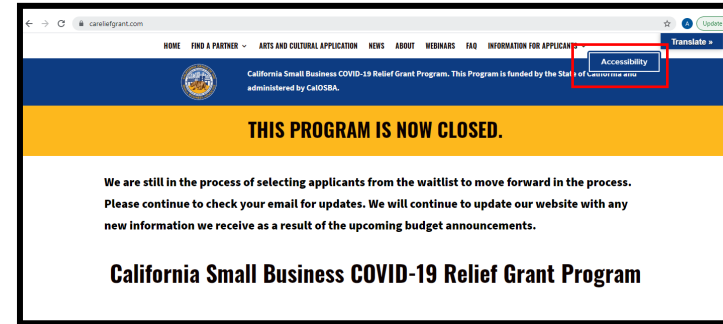 careliefgrant.com
A
Update
HOME FIND A PARTNER ARTS AND CULTURAL APPLICATION NEWS ABOUT WEBINARS FAQ INFORMATION FOR APPLICANTS
Translate »
Accessibility
California Small Business COVID-19 Relief Grant Program. This Program is funded by the State of California and
administered by CalOSBA.
THIS PROGRAM IS NOW CLOSED.
We are still in the process of selecting applicants from the waitlist to move forward in the process.
Please continue to check your email for updates. We will continue to update our website with any
new information we receive as a result of the upcoming budget announcements.
California Small Business COVID-19 Relief Grant Program